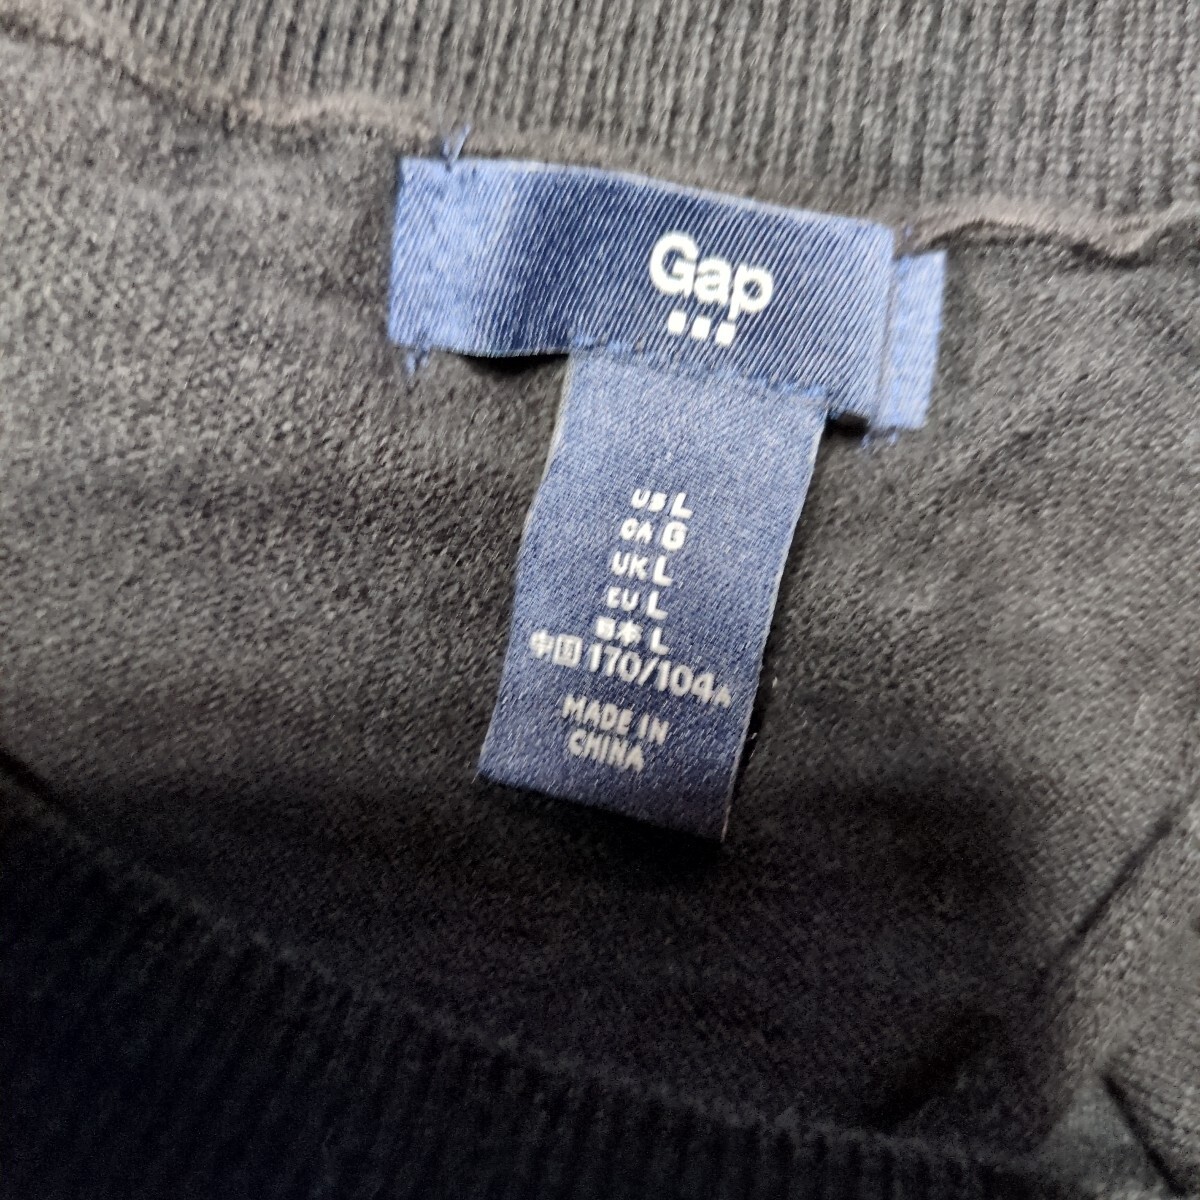 Gap
US L
CA G
UK L
EU L
日本 L
中国 170/104A
MADE IN
CHINA